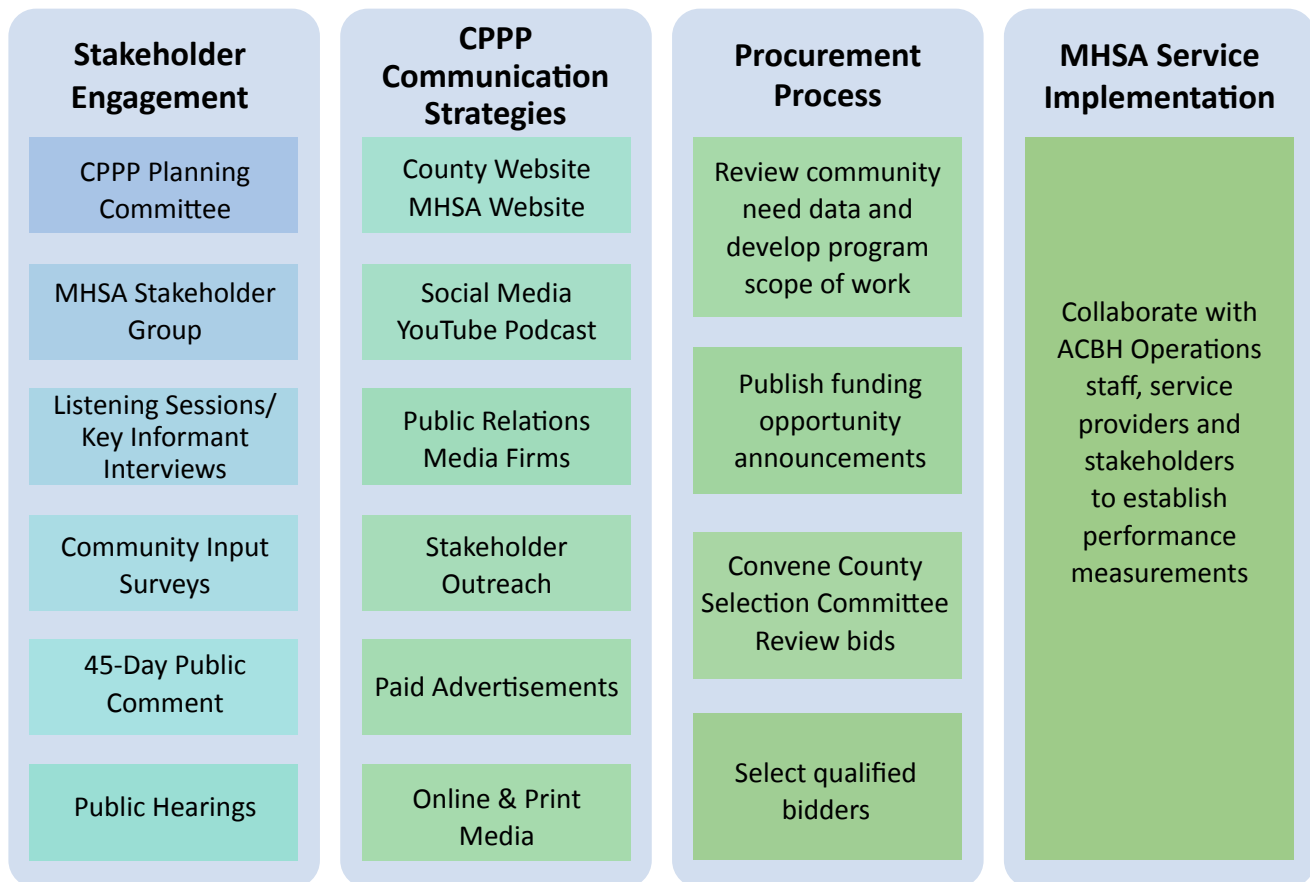 Stakeholder
Engagement
CPPP Planning
Committee
MHSA Stakeholder
Group
Listening Sessions/
Key Informant
Interviews
Community Input
Surveys
45-Day Public
Comment
Public Hearings
CPPP
Communication
Strategies
County Website
MHSA Website
Social Media
YouTube Podcast
Public Relations
Media Firms
Stakeholder
Outreach
Paid Advertisements
Online & Print
Media
Procurement
Process
Review community
need data and
develop program
scope of work
Publish funding
opportunity
announcements
Convene County
Selection Committee
Review bids
Select qualified
bidders
MHSA Service
Implementation
Collaborate with
ACBH Operations
staff, service
providers and
stakeholders
to establish
performance
measurements